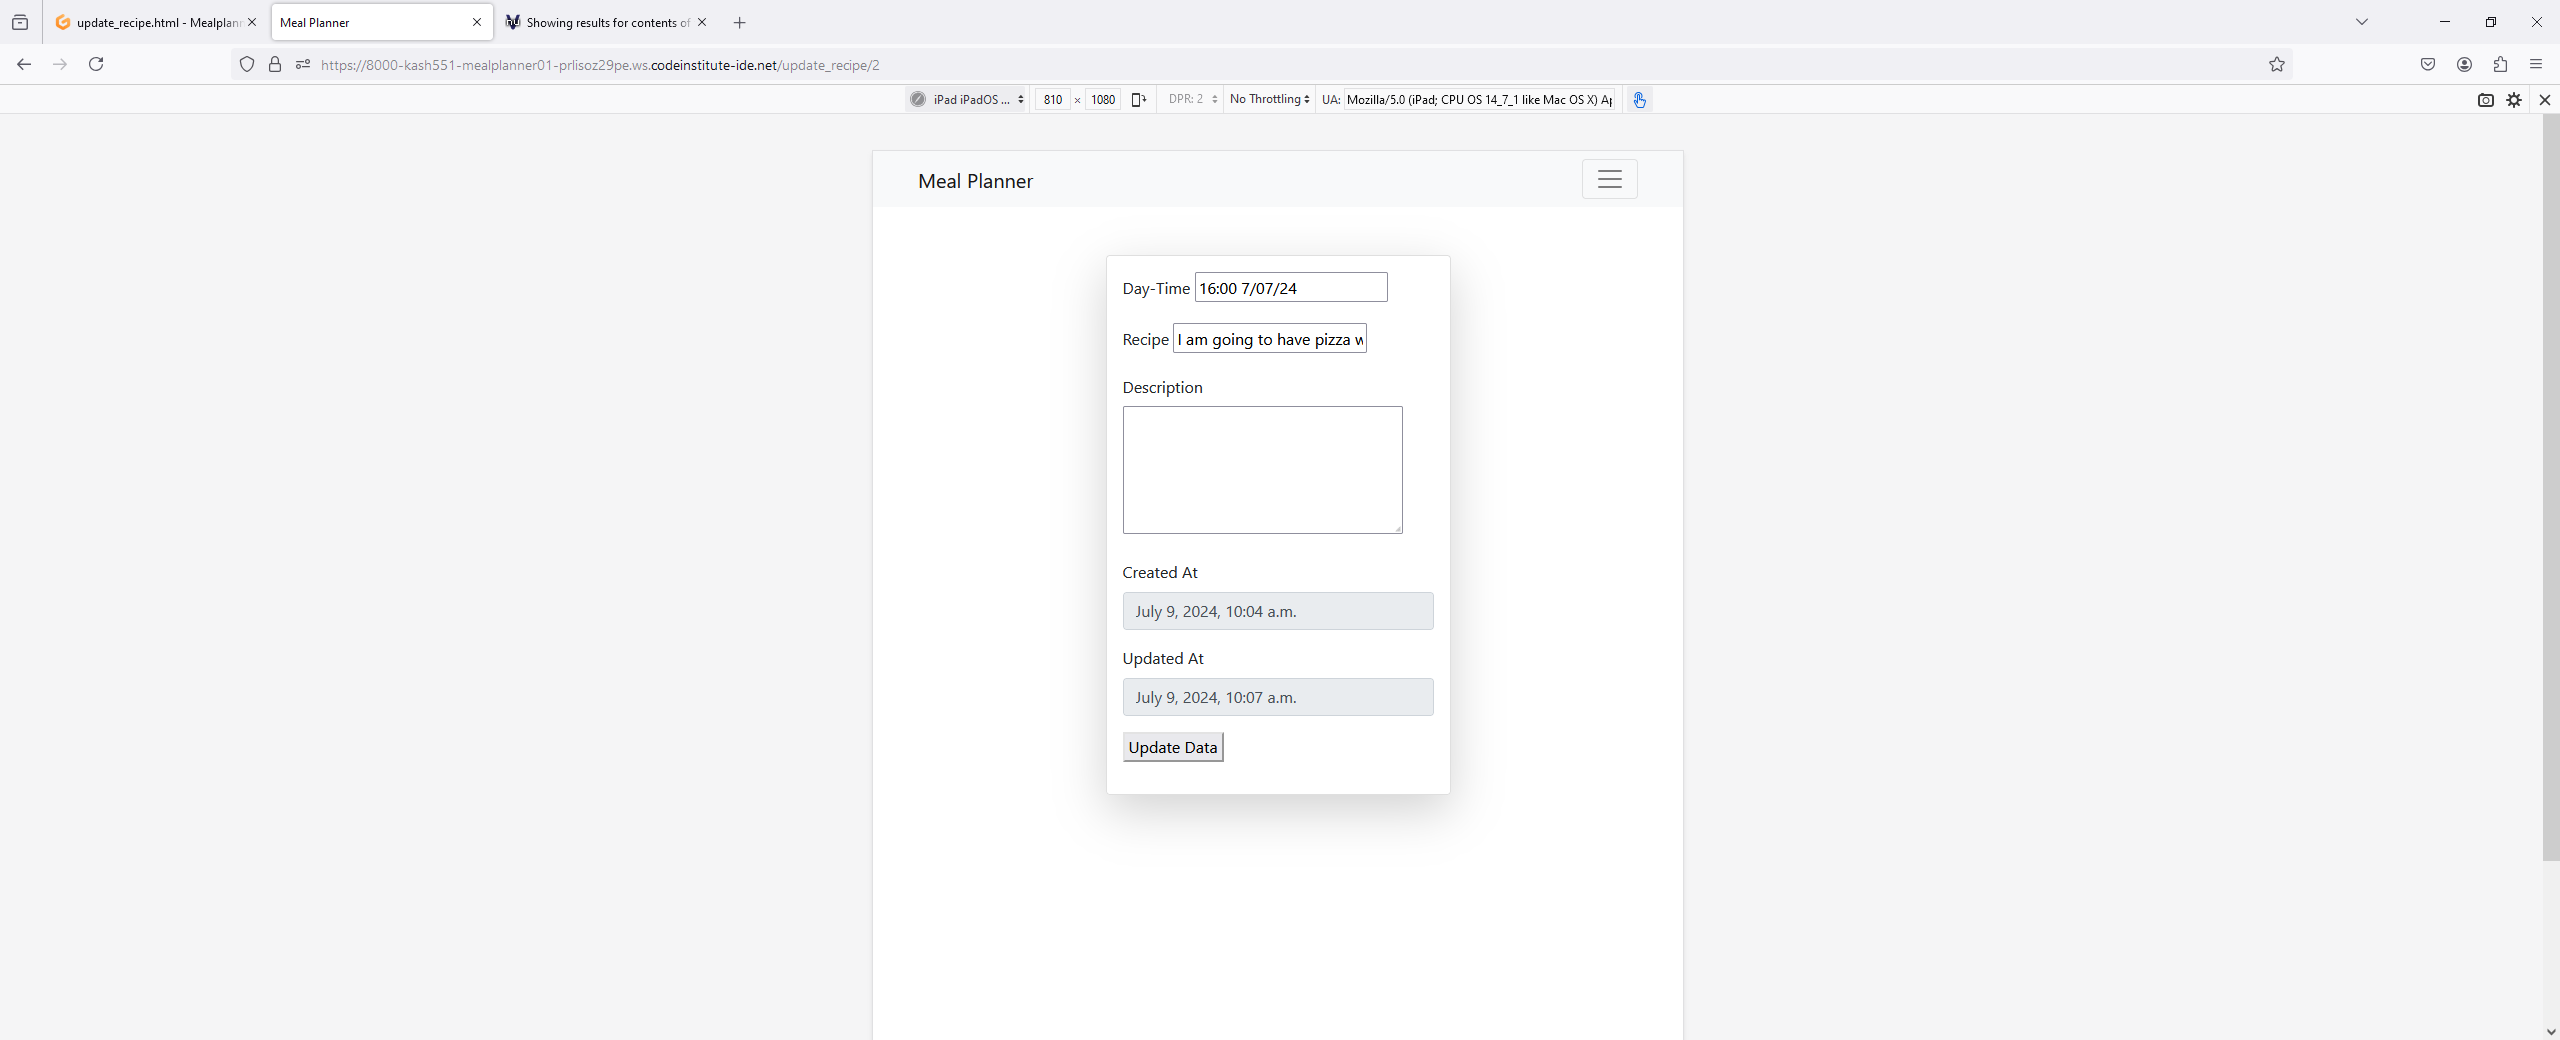 update_recipe.html - Mealplann
Meal Planner
Showing results for contents of
https://8000-kash551-mealplanner01-prlisoz29pe.ws.codeinstitute-ide.net/update_recipe/2
iPad iPadOS ... 810 × 1080 DPR: 2 No Throttling UA: Mozilla/5.0 (iPad; CPU OS 14_7_1 like Mac OS X) Ap
Meal Planner
Day-Time 16:00 7/07/24
Recipe I am going to have pizza w
Description
Created At
July 9, 2024, 10:04 a.m.
Updated At
July 9, 2024, 10:07 a.m.
Update Data